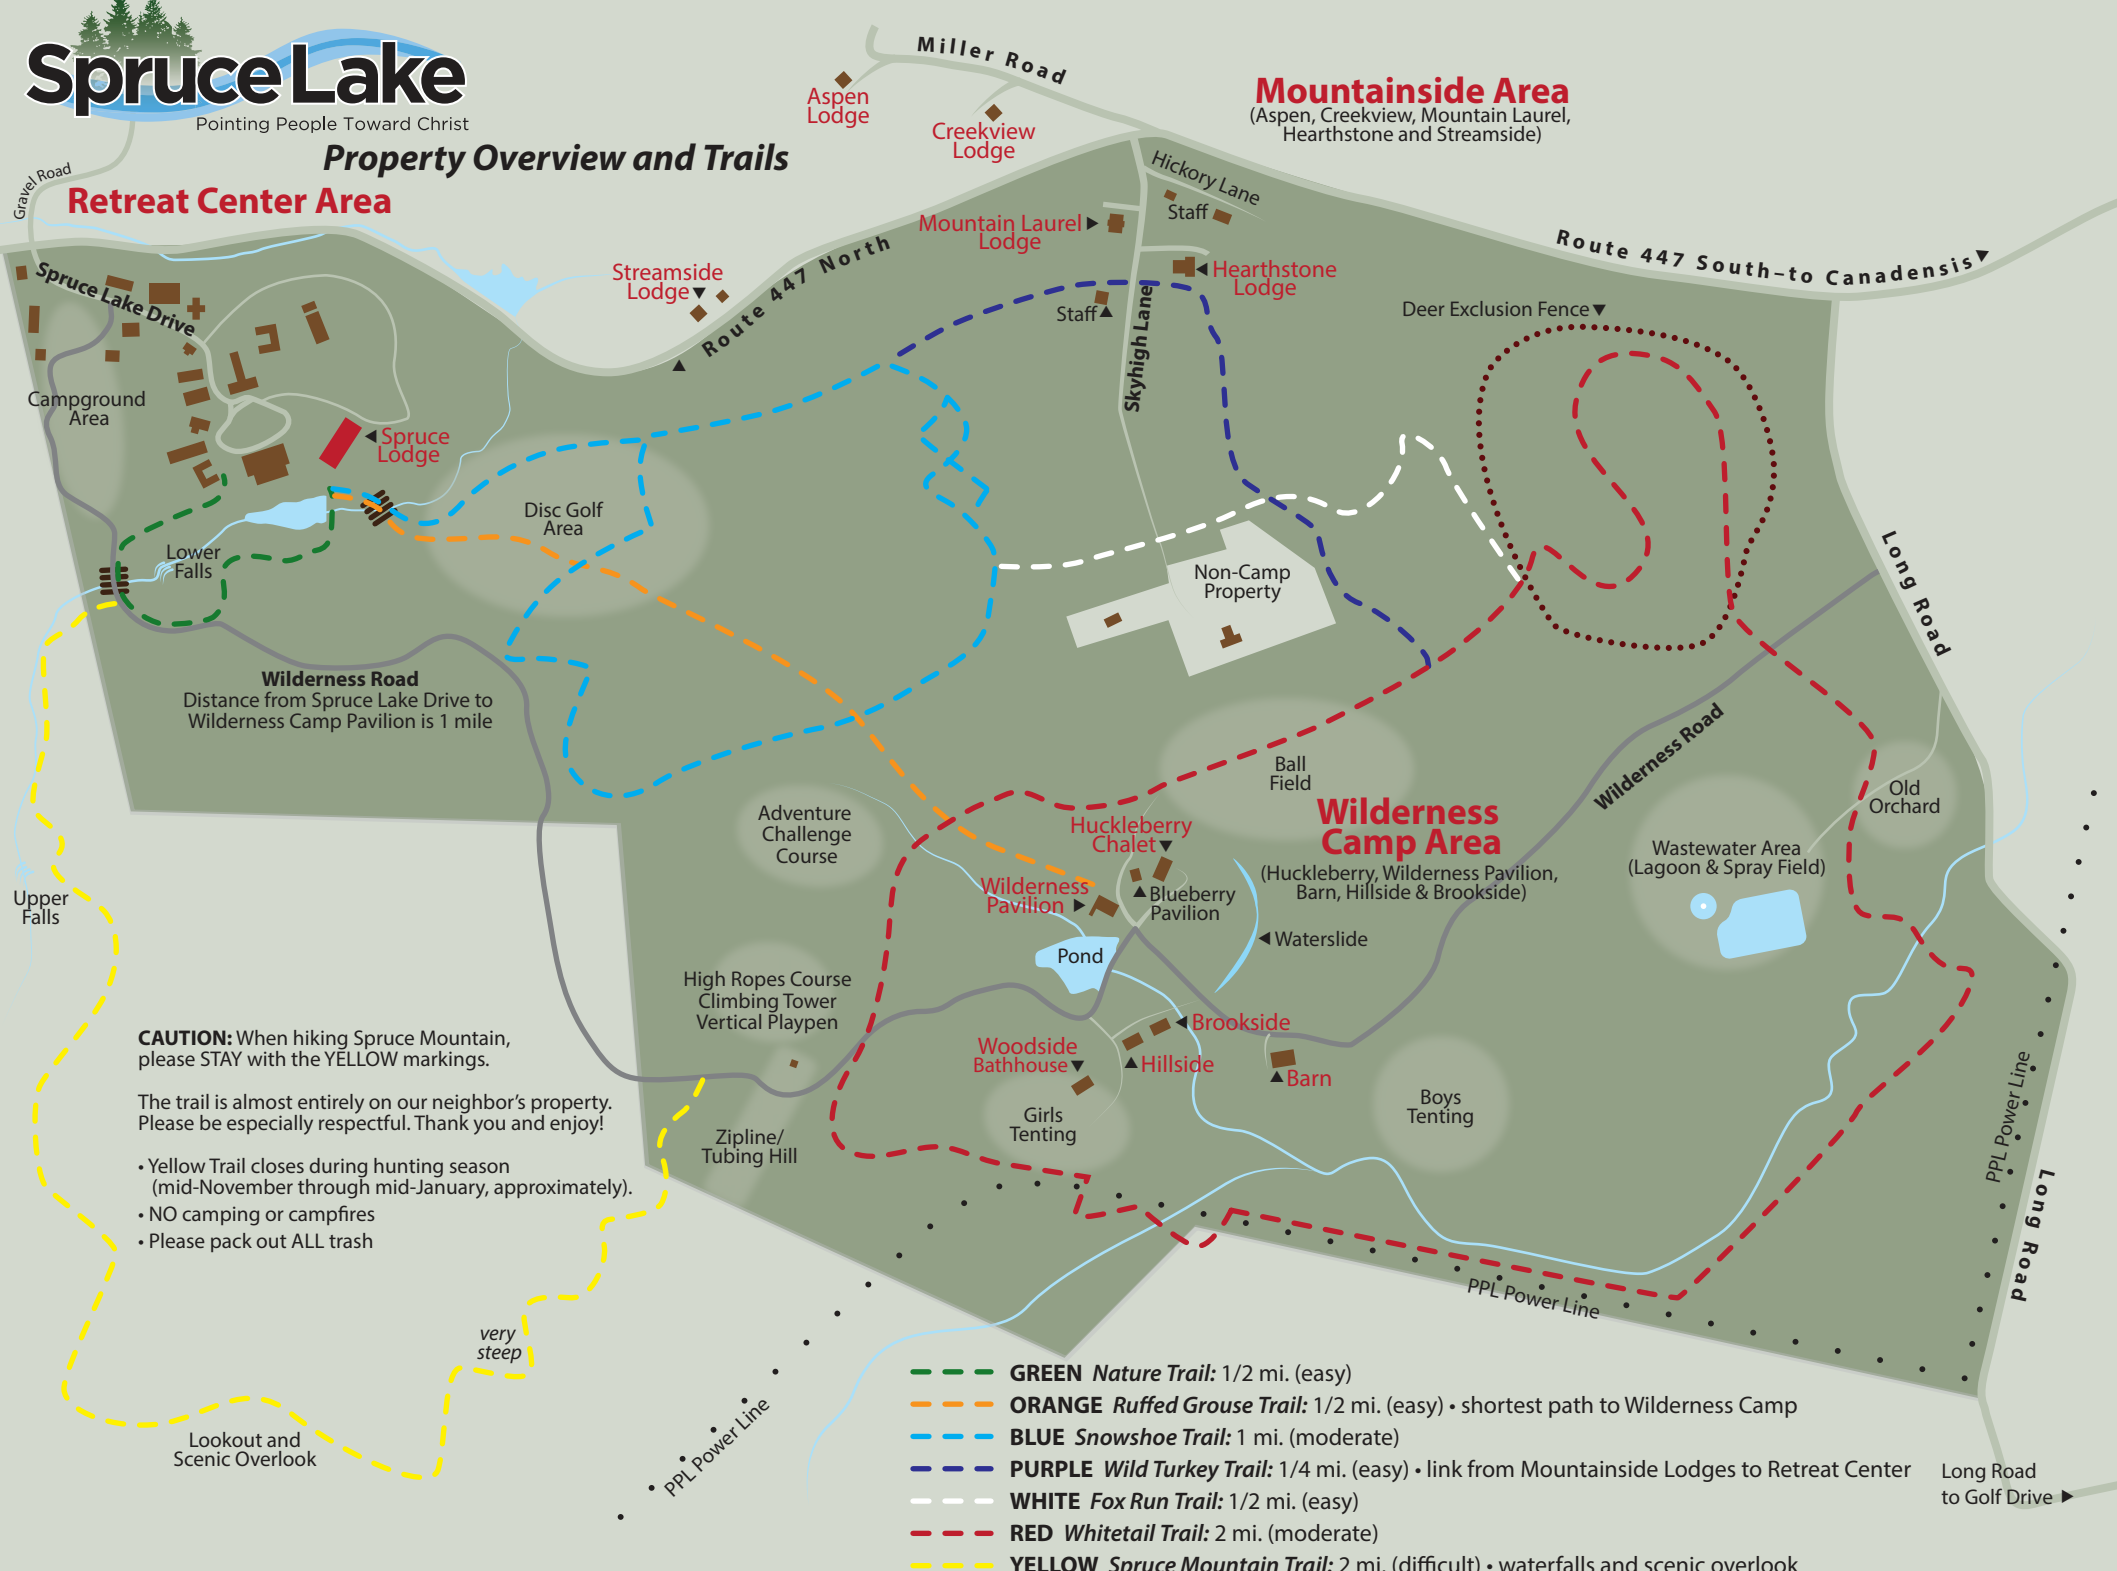 Spruce Lake
Pointing People Toward Christ
Property Overview and Trails
Gravel Road
Retreat Center Area
Miller Road
Aspen
Lodge
Creekview
Lodge
Mountainside Area
(Aspen, Creekview, Mountain Laurel,
Hearthstone and Streamside)
Hickory Lane
Staff
Mountain Laurel
Lodge
Route 447 North
Route 447 South–to Canadensis
Streamside
Lodge
Hearthstone
Lodge
Staff
Skyhigh Lane
Deer Exclusion Fence
Spruce Lake Drive
Campground
Area
Spruce
Lodge
Disc Golf
Area
Lower
Falls
Non-Camp
Property
Long Road
Wilderness Road
Distance from Spruce Lake Drive to
Wilderness Camp Pavilion is 1 mile
Wilderness Road
Ball
Field
Old
Orchard
Adventure
Challenge
Course
Huckleberry
Chalet
Wilderness
Camp Area
(Huckleberry, Wilderness Pavilion,
Barn, Hillside & Brookside)
Wastewater Area
(Lagoon & Spray Field)
Wilderness
Pavilion
Blueberry
Pavilion
Upper
Falls
Waterslide
Pond
High Ropes Course
Climbing Tower
Vertical Playpen
Brookside
Woodside
Bathhouse
Hillside
Barn
Girls
Tenting
Boys
Tenting
Zipline/
Tubing Hill
PPL Power Line
Long Road
CAUTION: When hiking Spruce Mountain,
please STAY with the YELLOW markings.
The trail is almost entirely on our neighbor's property.
Please be especially respectful. Thank you and enjoy!
• Yellow Trail closes during hunting season
(mid-November through mid-January, approximately).
• NO camping or campfires
• Please pack out ALL trash
PPL Power Line
very
steep
Lookout and
Scenic Overlook
PPL Power Line
GREEN Nature Trail: 1/2 mi. (easy)
ORANGE Ruffed Grouse Trail: 1/2 mi. (easy) • shortest path to Wilderness Camp
BLUE Snowshoe Trail: 1 mi. (moderate)
PURPLE Wild Turkey Trail: 1/4 mi. (easy) • link from Mountainside Lodges to Retreat Center
WHITE Fox Run Trail: 1/2 mi. (easy)
RED Whitetail Trail: 2 mi. (moderate)
YELLOW Spruce Mountain Trail: 2 mi. (difficult) • waterfalls and scenic overlook
Long Road
to Golf Drive